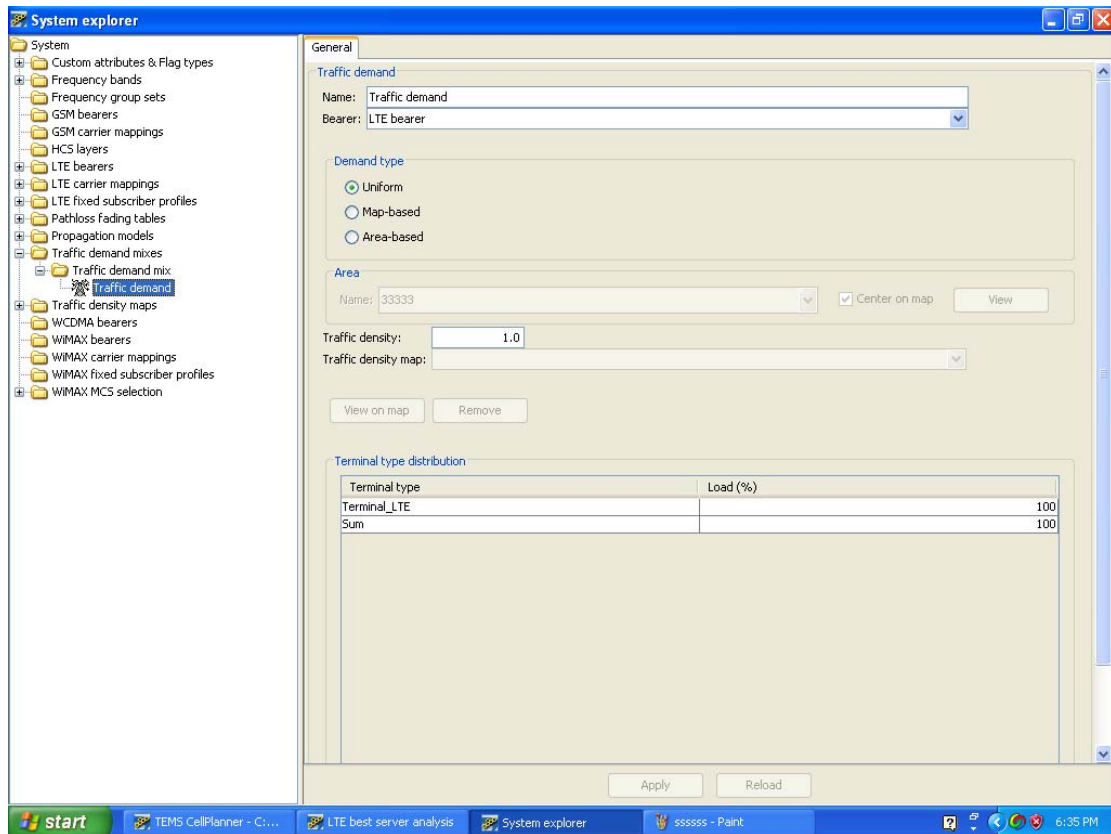 System explorer
System
Custom attributes & Flag types
Frequency bands
Frequency group sets
GSM bearers
GSM carrier mappings
HCS layers
LTE bearers
LTE carrier mappings
LTE fixed subscriber profiles
Pathloss fading tables
Propagation models
Traffic demand mixes
Traffic demand mix
Traffic demand
Traffic density maps
WCDMA bearers
WiMAX bearers
WiMAX carrier mappings
WiMAX fixed subscriber profiles
WiMAX MCS selection
General
Traffic demand
Name: Traffic demand
Bearer: LTE bearer
Demand type
Uniform
Map-based
Area-based
Area
Name: 33333 Center on map View
Traffic density: 1.0
Traffic density map:
View on map Remove
Terminal type distribution
Terminal type Load (%)
Terminal_LTE 100
Sum 100
Apply Reload
start TEMS CellPlanner - C:... LTE best server analysis System explorer ssssss - Paint 6:35 PM